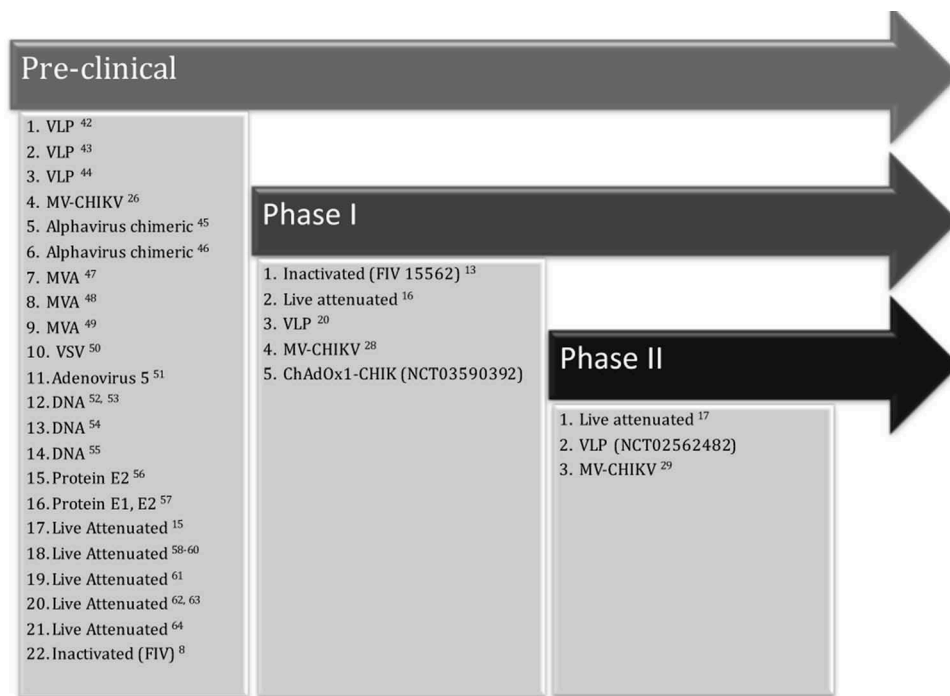 Pre-clinical
1. VLP 42
2. VLP 43
3. VLP 44
4. MV-CHIKV 26
5. Alphavirus chimeric 45
6. Alphavirus chimeric 46
7. MVA 47
8. MVA 48
9. MVA 49
10. VSV 50
11. Adenovirus 5 51
12. DNA 52, 53
13. DNA 54
14. DNA 55
15. Protein E2 56
16. Protein E1, E2 57
17. Live Attenuated 15
18. Live Attenuated 58-60
19. Live Attenuated 61
20. Live Attenuated 62, 63
21. Live Attenuated 64
22. Inactivated (FIV) 8
Phase I
1. Inactivated (FIV 15562) 13
2. Live attenuated 16
3. VLP 20
4. MV-CHIKV 28
5. ChAdOx1-CHIK (NCT03590392)
Phase II
1. Live attenuated 17
2. VLP (NCT02562482)
3. MV-CHIKV 29